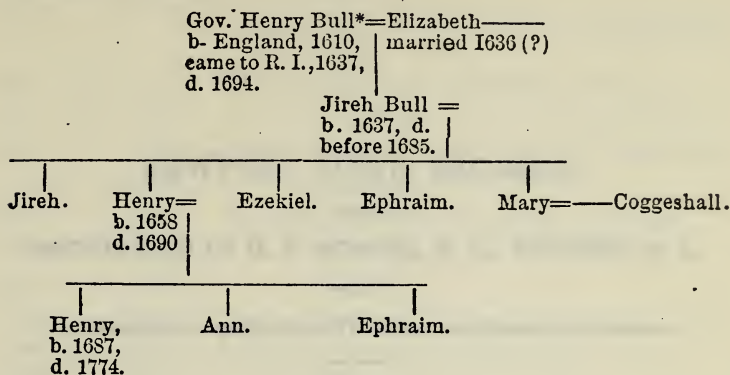 Gov. Henry Bull*=Elizabeth——
b- England, 1610, married 1636 (?)
came to R. I., 1637,
d. 1694.
Jireh Bull =
b. 1637, d.
before 1685.
Jireh. Henry= Ezekiel. Ephraim. Mary=——Coggeshall.
b. 1658
d. 1690
Henry, Ann. Ephraim.
b. 1687,
d. 1774.